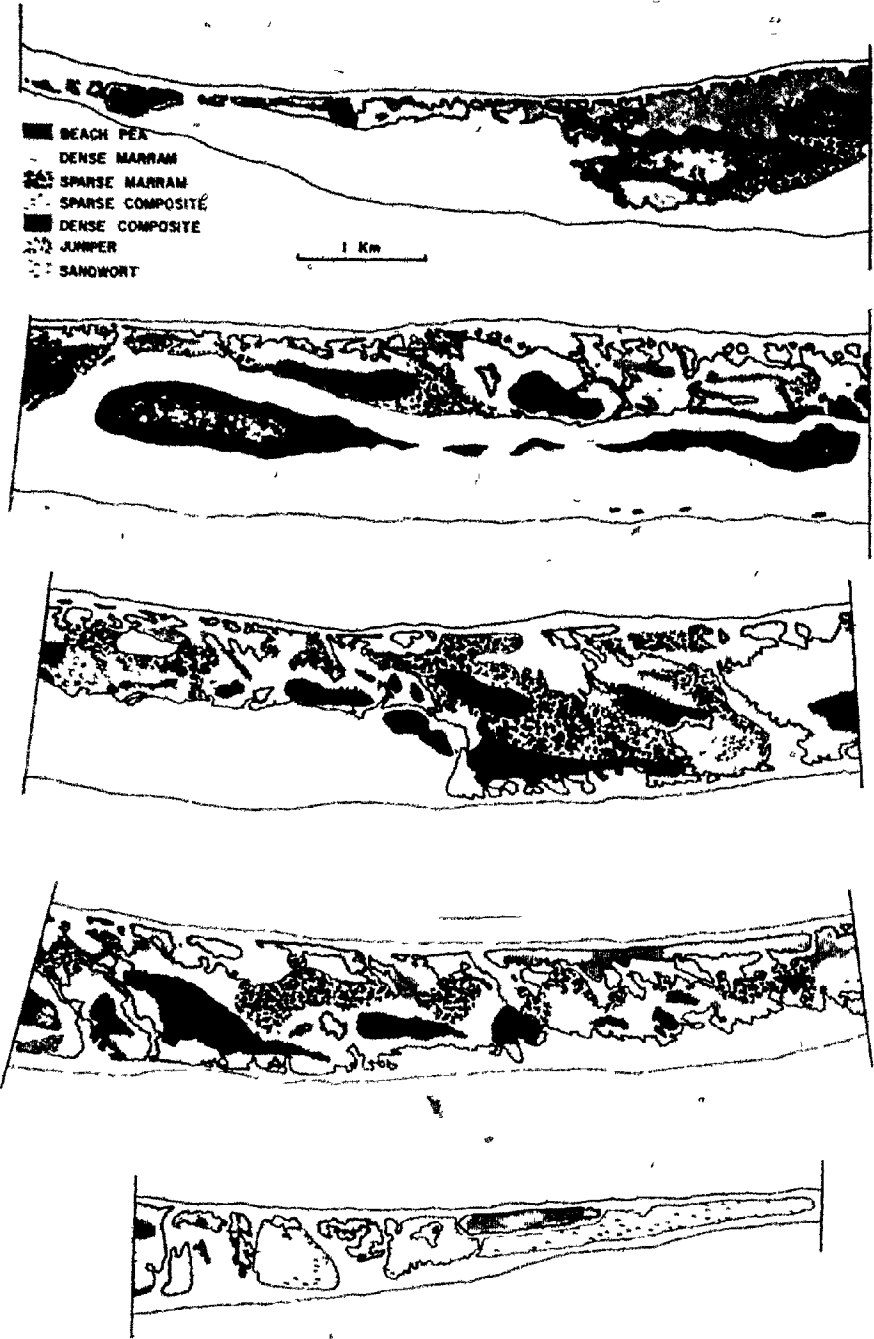 BEACH PEA
DENSE MARRAM
SPARSE MARRAM
SPARSE COMPOSITE
DENSE COMPOSITE
JUNIPER
SANDWORT
1 Km